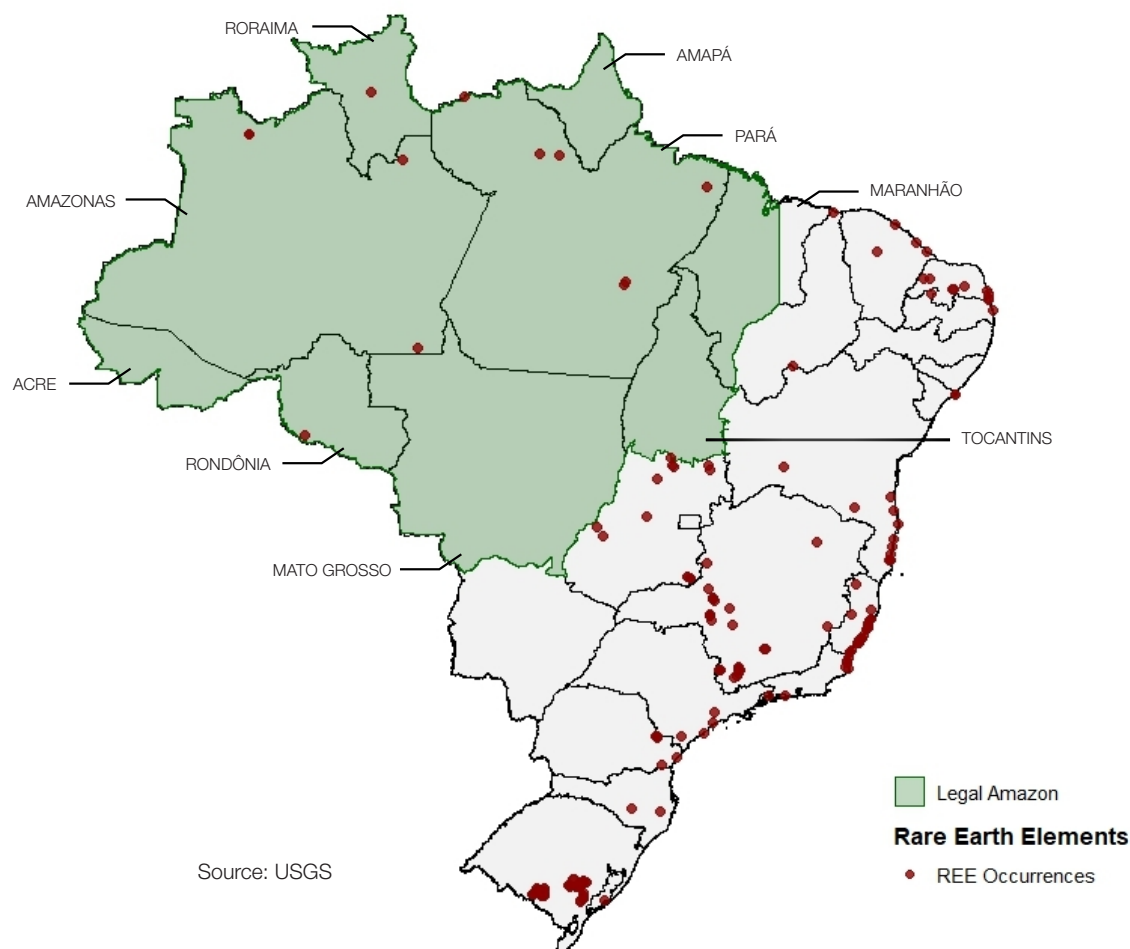 RORAIMA
AMAPÁ
PARÁ
MARANHÃO
AMAZONAS
ACRE
TOCANTINS
RONDÔNIA
MATO GROSSO
Legal Amazon
Rare Earth Elements
REE Occurrences
Source: USGS